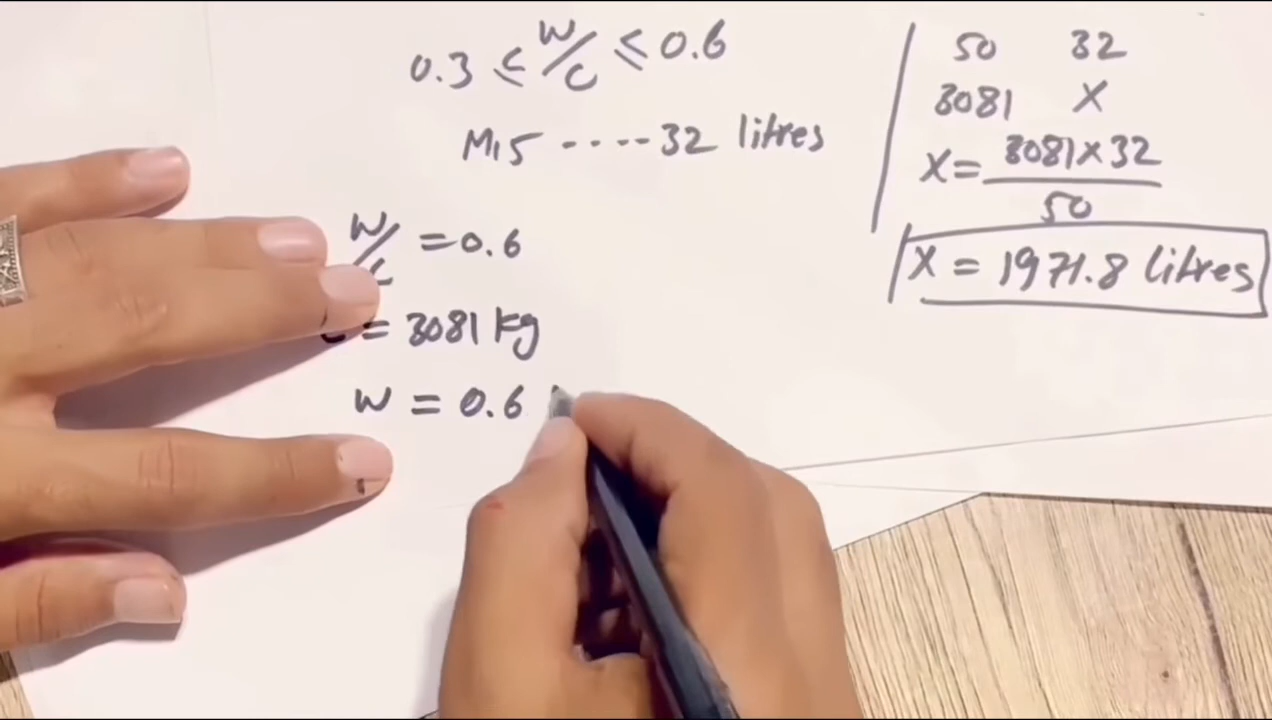 0.3 ≤ W/C ≤ 0.6
M15 ----32 litres
W/C = 0.6
C = 3081 kg
W = 0.6
50 32
3081 X
X = 3081 X 32
50
X = 1971.8 litres